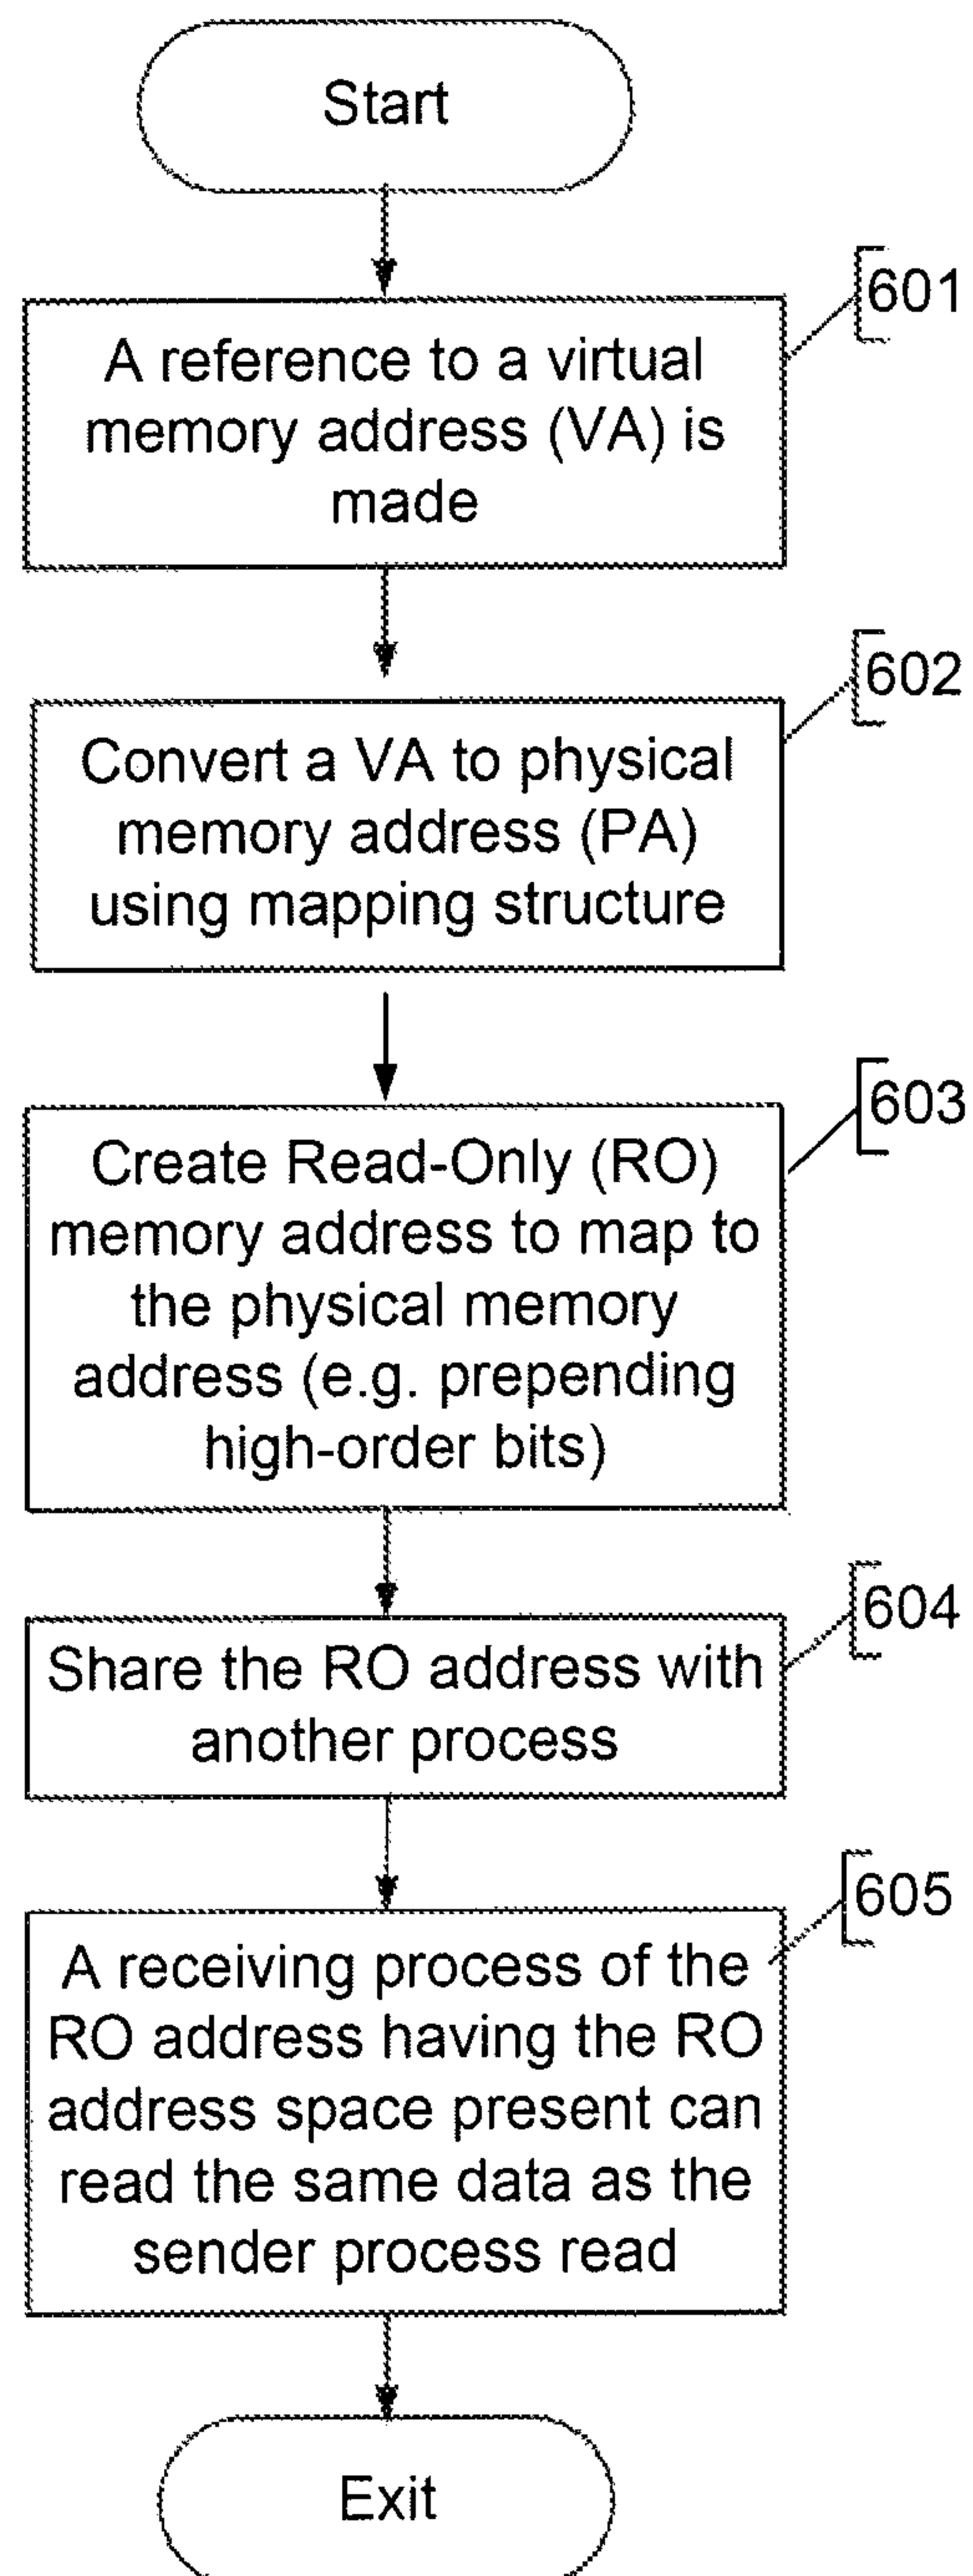 Start
601
A reference to a virtual
memory address (VA) is
made
602
Convert a VA to physical
memory address (PA)
using mapping structure
603
Create Read-Only (RO)
memory address to map to
the physical memory
address (e.g. prepending
high-order bits)
604
Share the RO address with
another process
605
A receiving process of the
RO address having the RO
address space present can
read the same data as the
sender process read
Exit